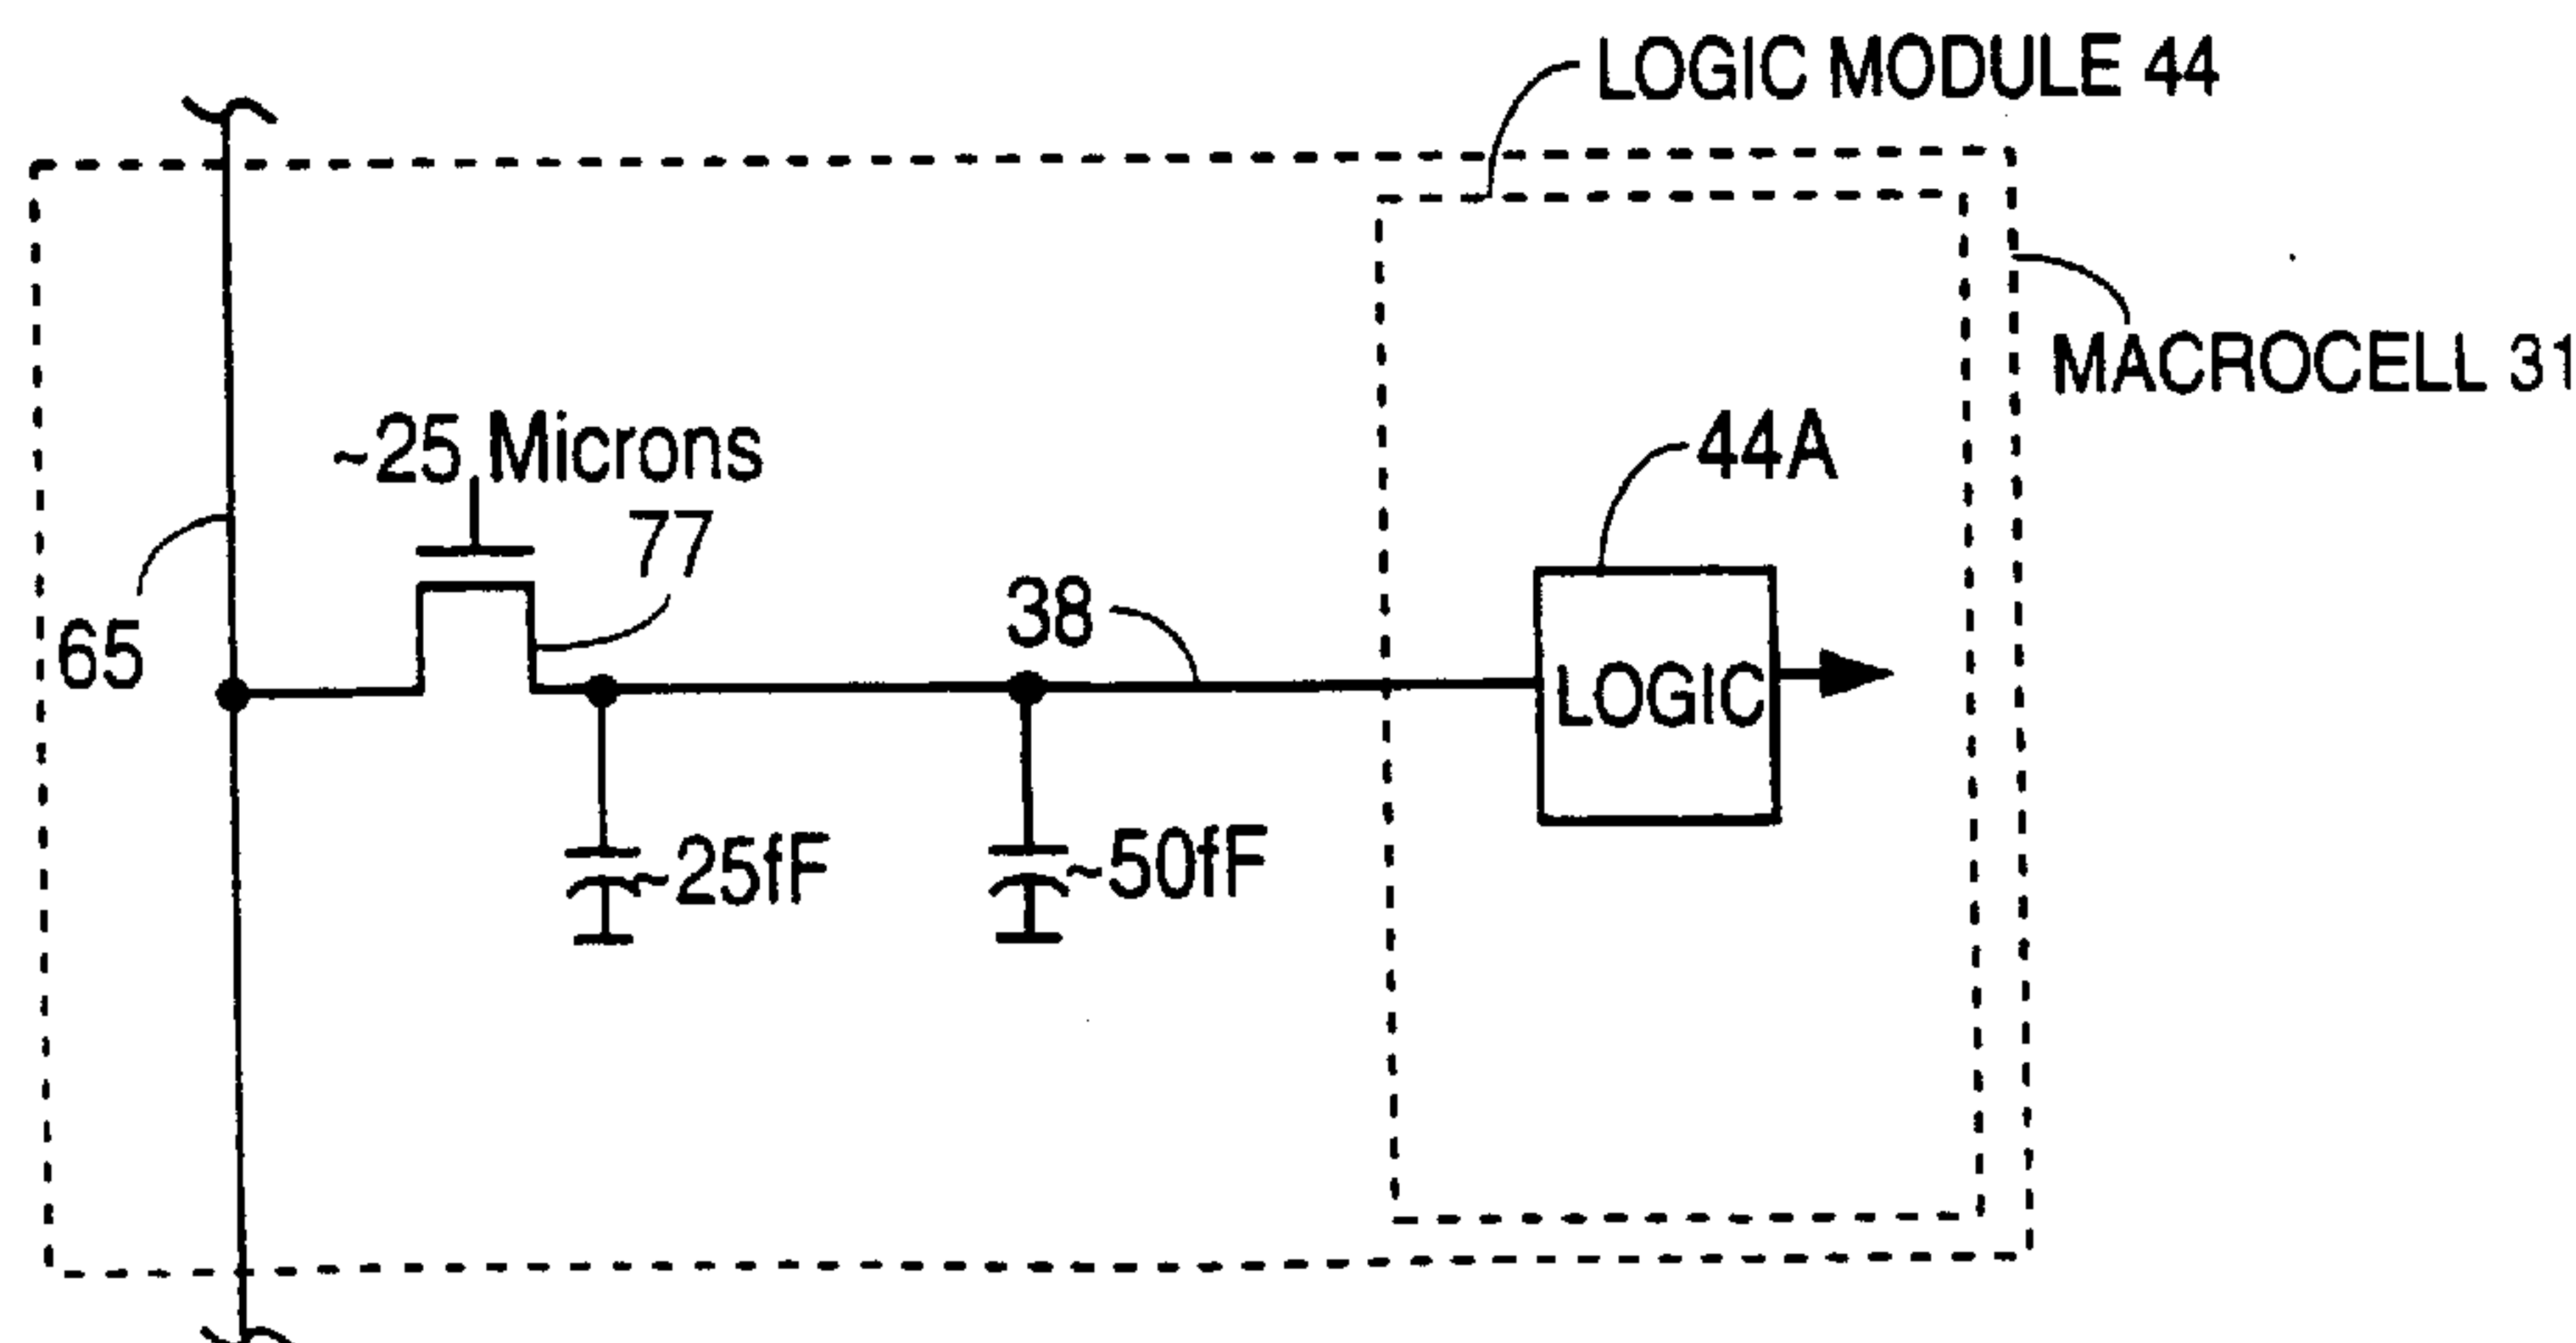 LOGIC MODULE 44
MACROCELL 31
~25 Microns
77
44A
38
65
LOGIC
~25fF
~50fF